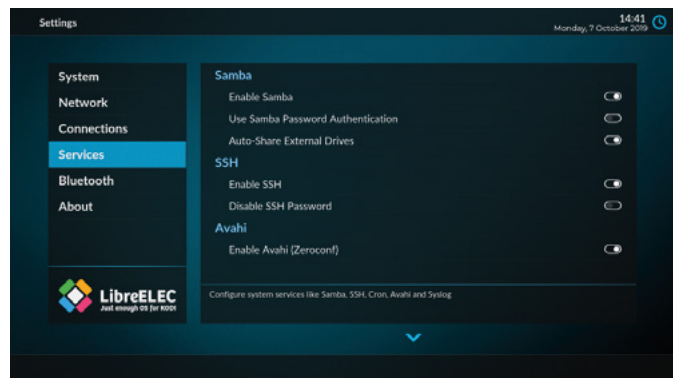 Settings
14:41
Monday, 7 October 2019
System
Network
Connections
Services
Bluetooth
About
Samba
Enable Samba
Use Samba Password Authentication
Auto-Share External Drives
SSH
Enable SSH
Disable SSH Password
Avahi
Enable Avahi (Zeroconf)
LibreELEC
Just enough OS for KODI
Configure system services like Samba, SSH, Cron, Avahi and Syslog